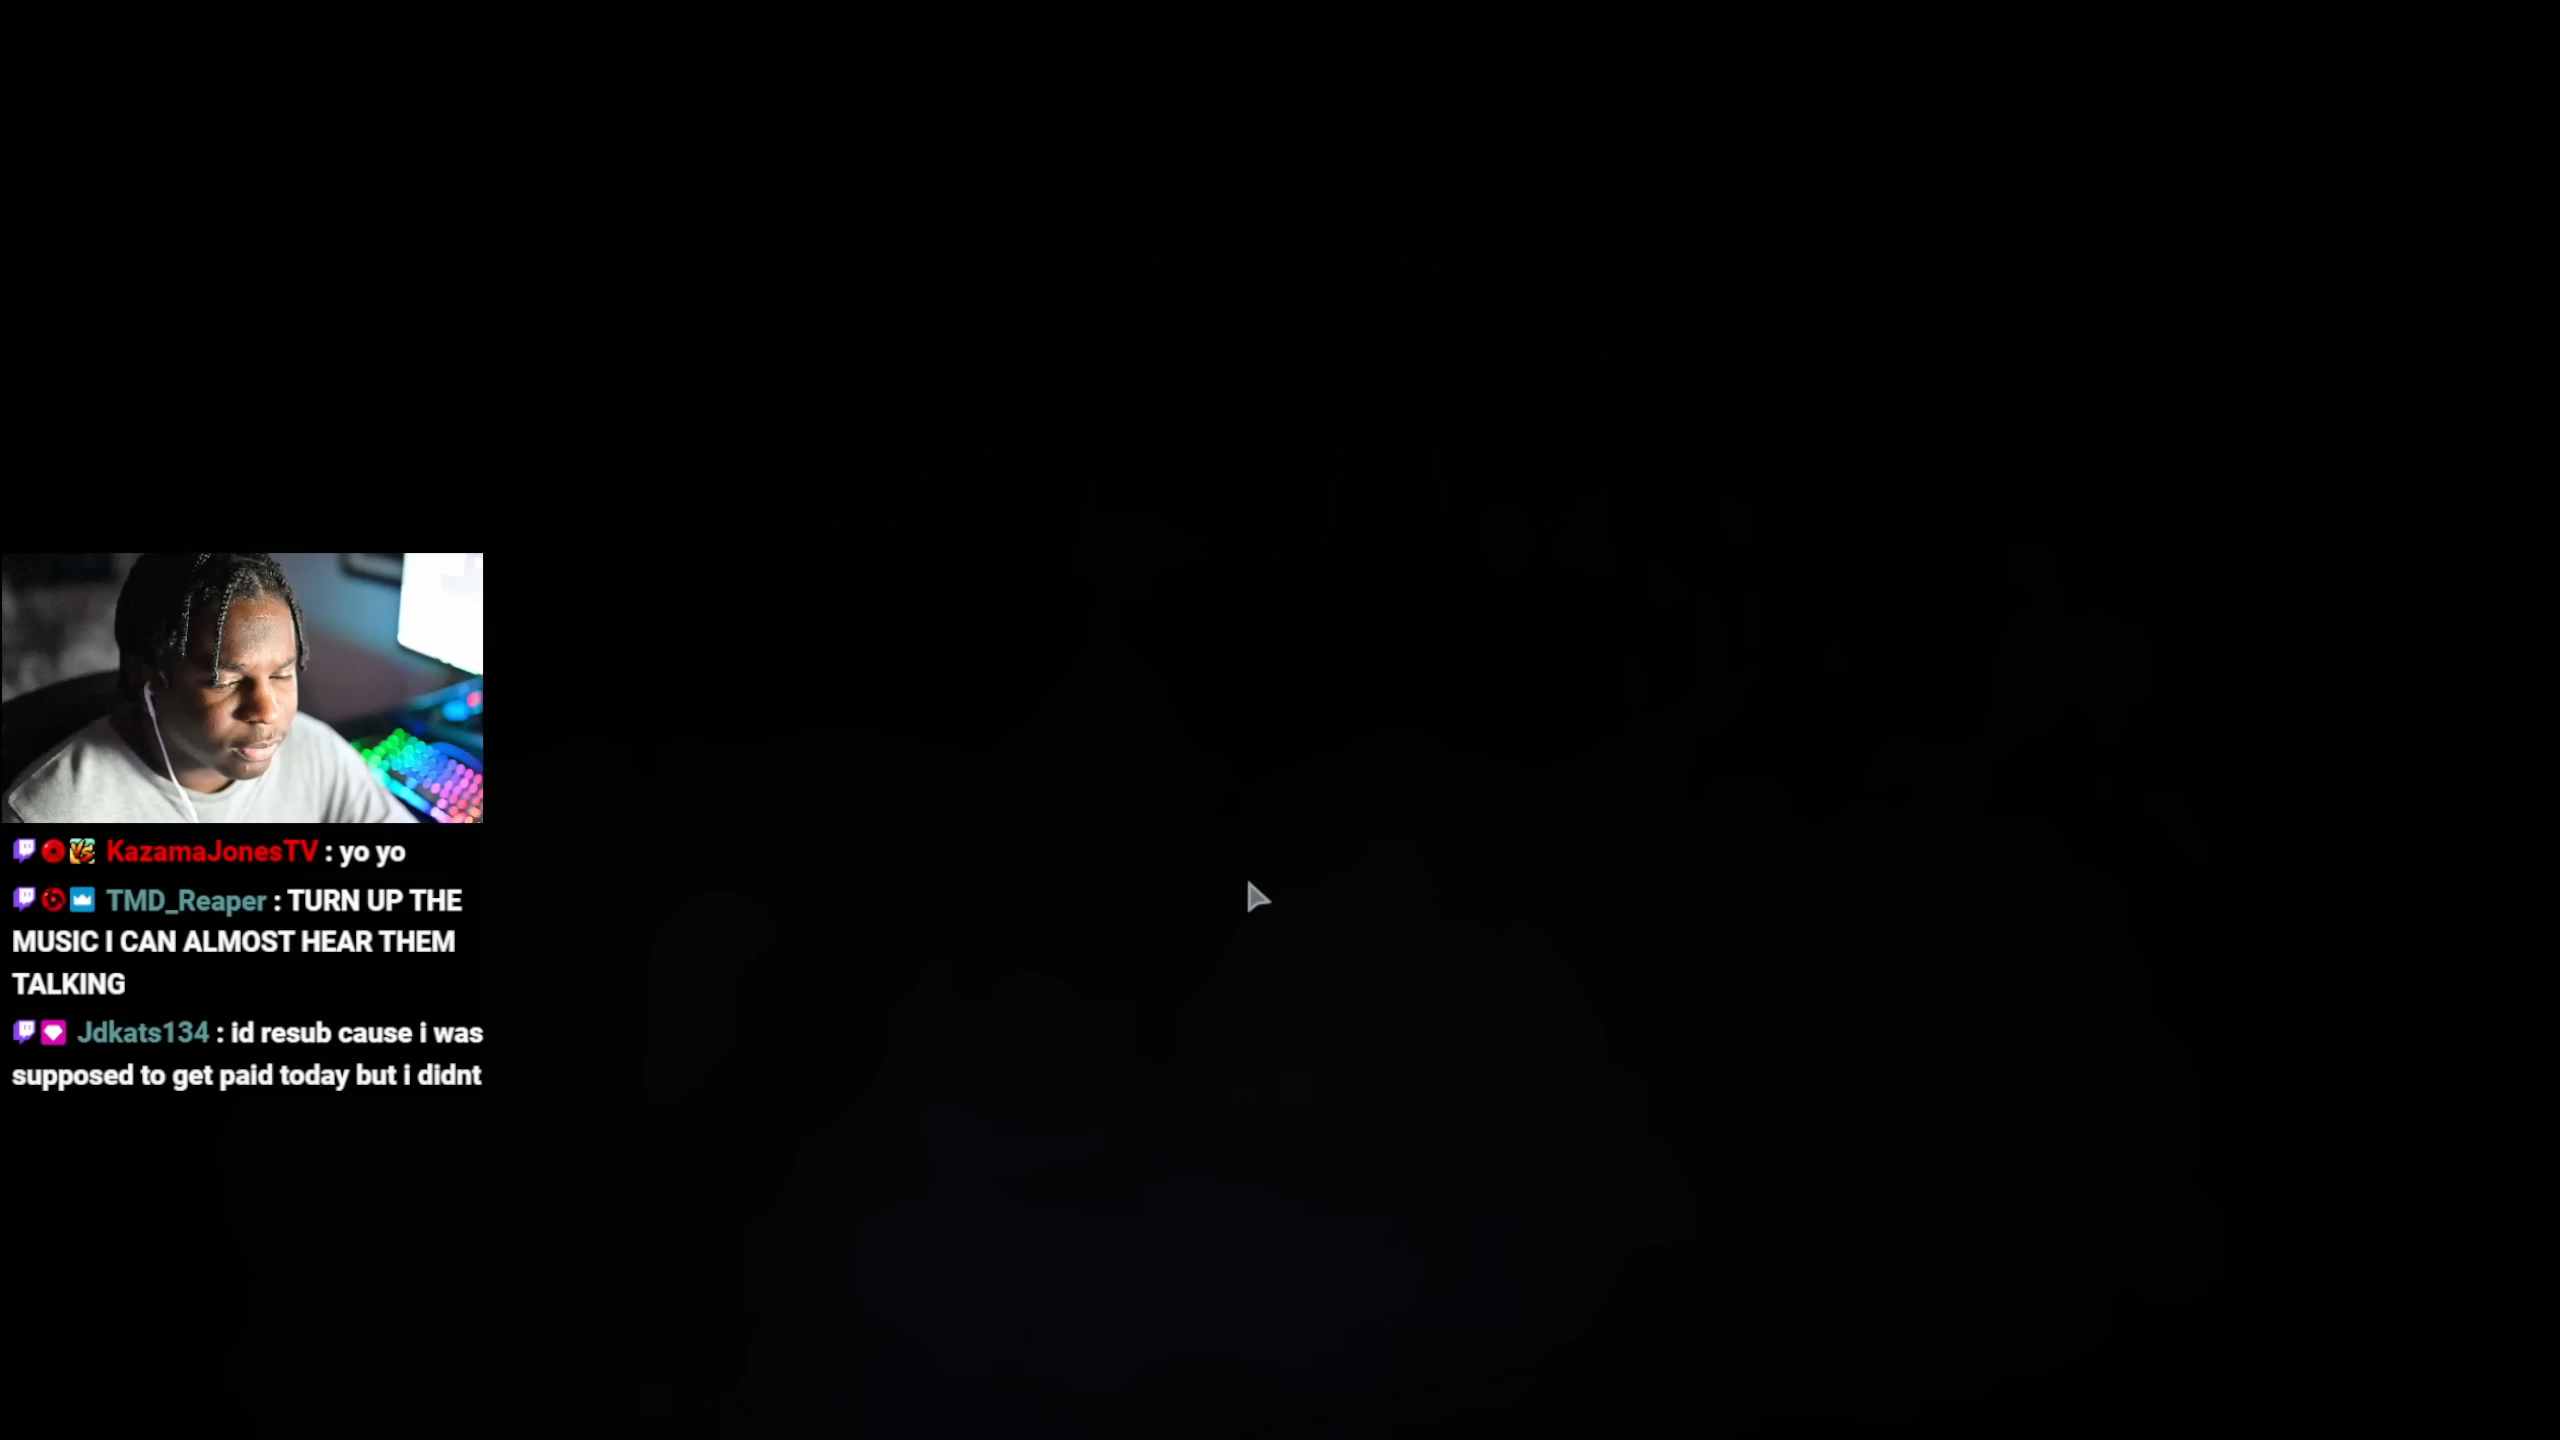 KazamaJonesTV : yo yo
TMD_Reaper : TURN UP THE
MUSIC I CAN ALMOST HEAR THEM
TALKING
Jdkats134 : id resub cause i was
supposed to get paid today but i didnt